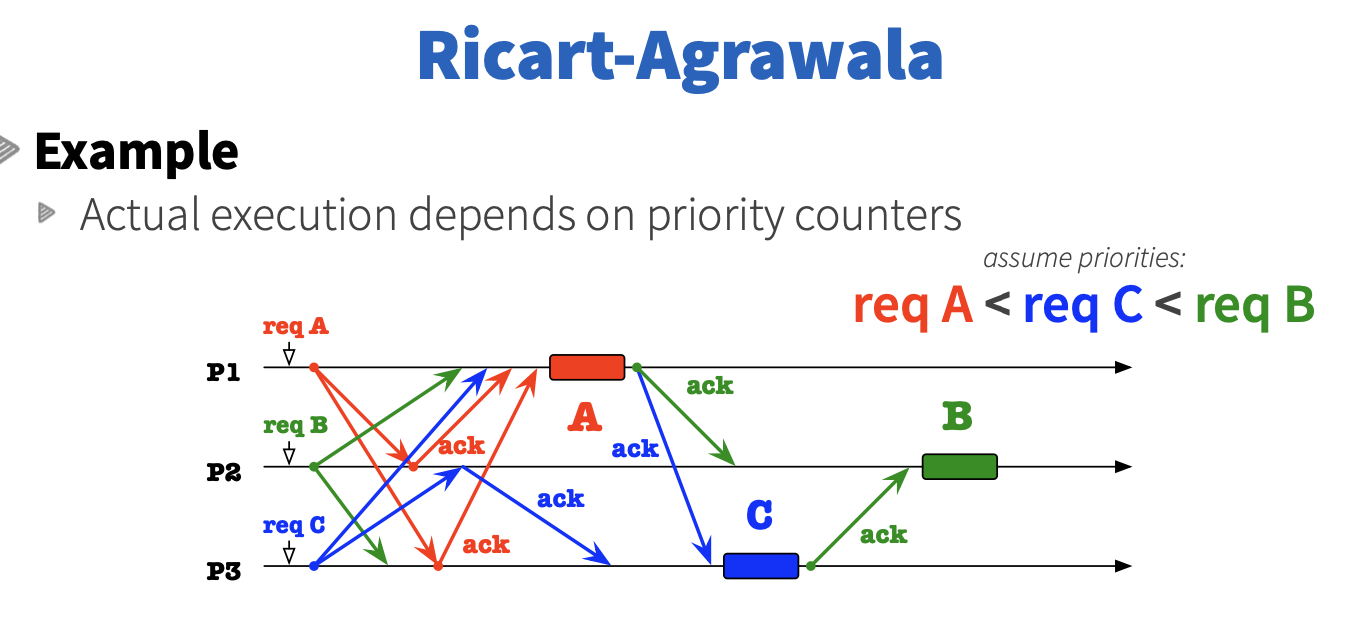 Ricart-Agrawala
Example
Actual execution depends on priority counters
assume priorities:
req A < req C < req B
req A
P1
ack
A
B
req B
ack
ack
P2
ack
C
req C
ack
ack
P3